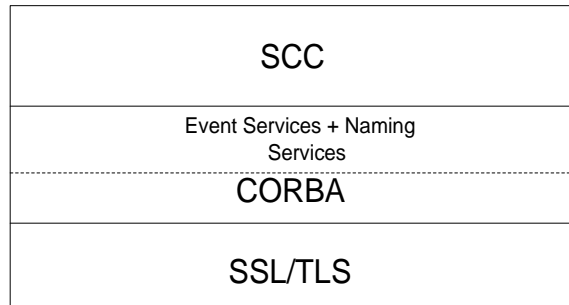 SCC
Event Services + Naming
Services
CORBA
SSL/TLS